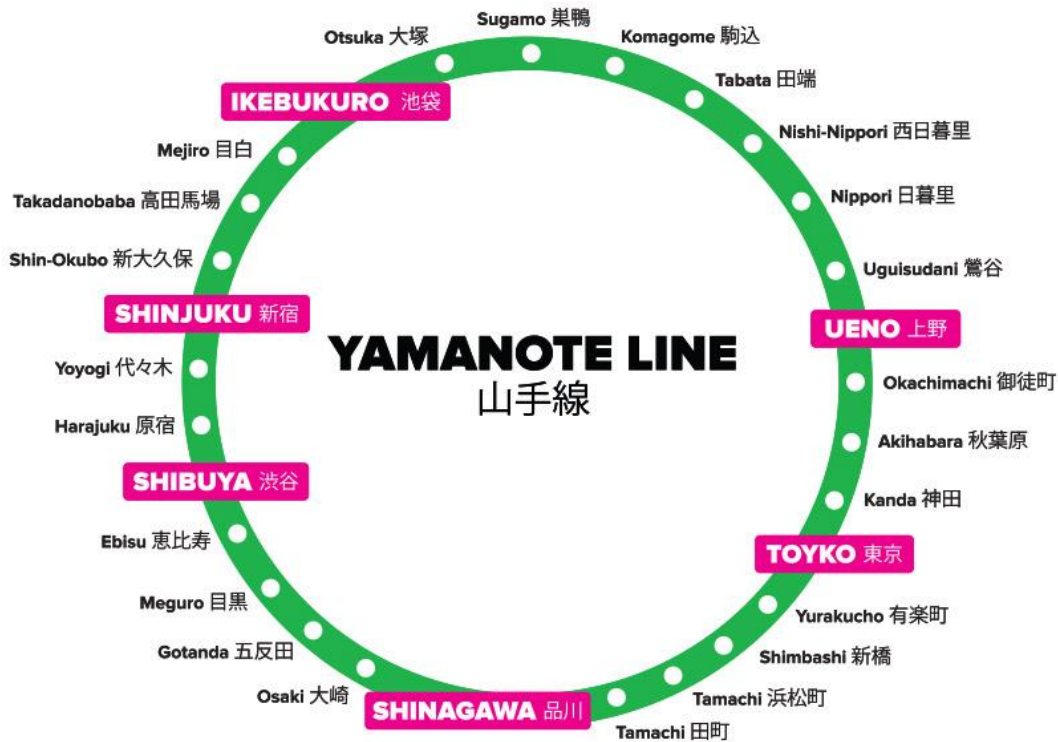 Sugamo 巣鴨
Komagome 駒込
Tabata 田端
Nishi-Nippori 西日暮里
Nippori 日暮里
Uguisudani 鶯谷
UENO 上野
Okachimachi 御徒町
Akihabara 秋葉原
Kanda 神田
TOYKO 東京
Yurakucho 有楽町
Shimbashi 新橋
Tamachi 浜松町
Tamachi 田町
SHINAGAWA 品川
Osaki 大崎
Gotanda 五反田
Meguro 目黒
Ebisu 恵比寿
SHIBUYA 渋谷
Harajuku 原宿
Yoyogi 代々木
SHINJUKU 新宿
Shin-Okubo 新大久保
Takadanobaba 高田馬場
Mejiro 目白
IKEBUKURO 池袋
Otsuka 大塚
YAMANOTE LINE
山手線